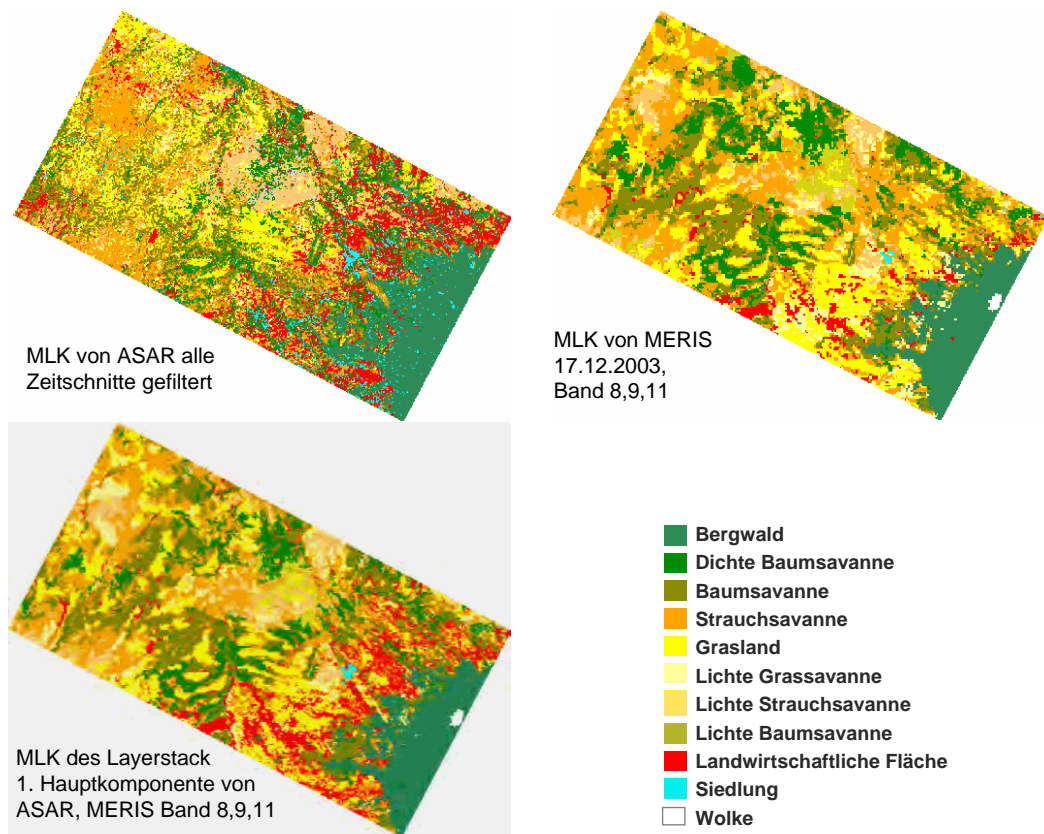 MLK von ASAR alle
Zeitschnitte gefiltert
MLK von MERIS
17.12.2003,
Band 8,9,11
MLK des Layerstack
1. Hauptkomponente von
ASAR, MERIS Band 8,9,11
Bergwald
Dichte Baumsavanne
Baumsavanne
Strauchsavanne
Grasland
Lichte Grassavanne
Lichte Strauchsavanne
Lichte Baumsavanne
Landwirtschaftliche Fläche
Siedlung
Wolke